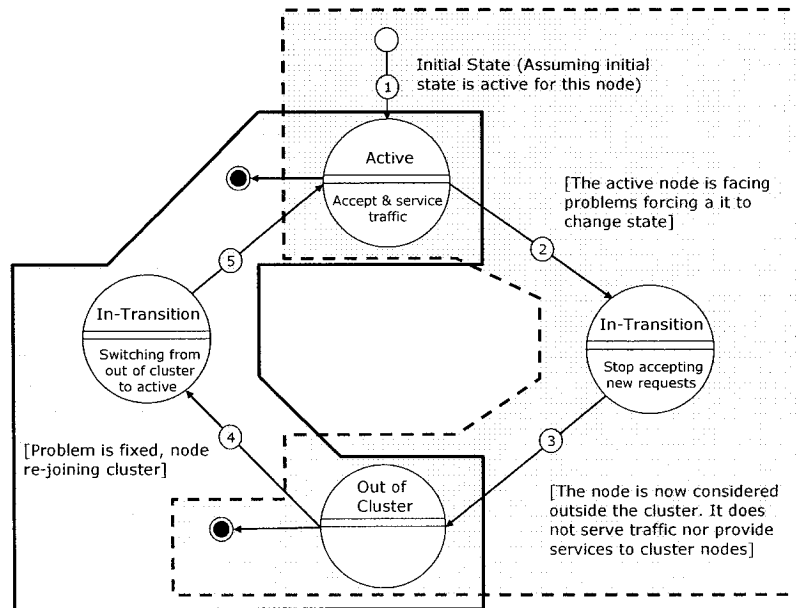 Initial State (Assuming initial
state is active for this node)
1
Active
Accept & service
traffic
[The active node is facing
problems forcing a it to
change state]
2
5
In-Transition
Switching from
out of cluster
to active
In-Transition
Stop accepting
new requests
4
3
[Problem is fixed, node
re-joining cluster]
Out of
Cluster
[The node is now considered
outside the cluster. It does
not serve traffic nor provide
services to cluster nodes]